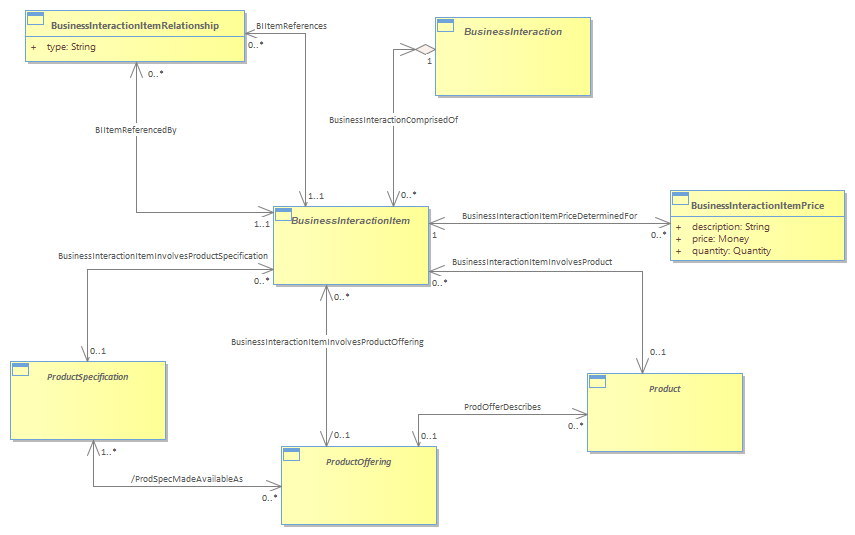 BusinessInteractionItemRelationship
+ type: String
BIItemReferences
0..*
0..*
BusinessInteraction
1
BusinessInteractionComprisedOf
BIItemReferencedBy
1..1
0..*
1..1
BusinessInteractionItem
BusinessInteractionItemPriceDeterminedFor
1
0..*
BusinessInteractionItemPrice
+ description: String
+ price: Money
+ quantity: Quantity
BusinessInteractionItemInvolvesProductSpecification
0..*
BusinessInteractionItemInvolvesProduct
0..*
0..*
BusinessInteractionItemInvolvesProductOffering
0..1
0..1
ProductSpecification
Product
ProdOfferDescribes
0..1
0..1
0..*
1..*
ProductOffering
/ProdSpecMadeAvailableAs
0..*